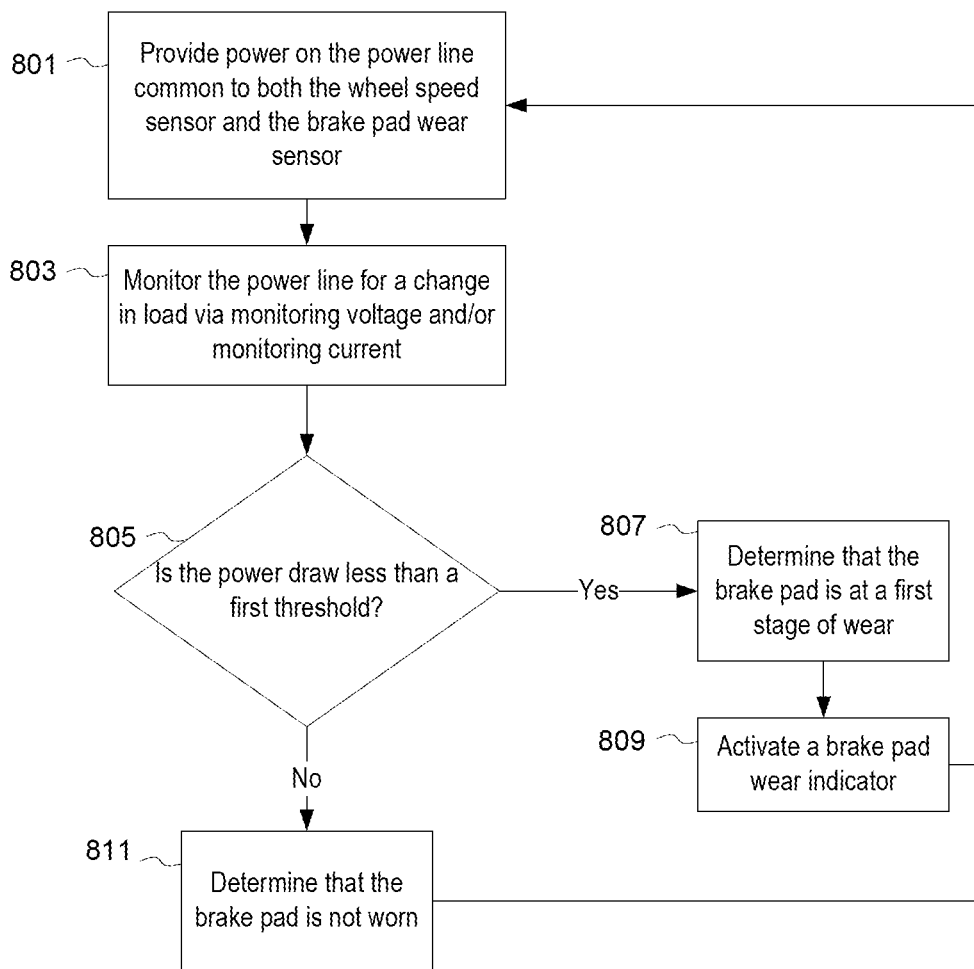 801
Provide power on the power line
common to both the wheel speed
sensor and the brake pad wear
sensor
803
Monitor the power line for a change
in load via monitoring voltage and/or
monitoring current
805
Is the power draw less than a
first threshold?
Yes
807
Determine that the
brake pad is at a first
stage of wear
809
Activate a brake pad
wear indicator
No
811
Determine that the
brake pad is not worn